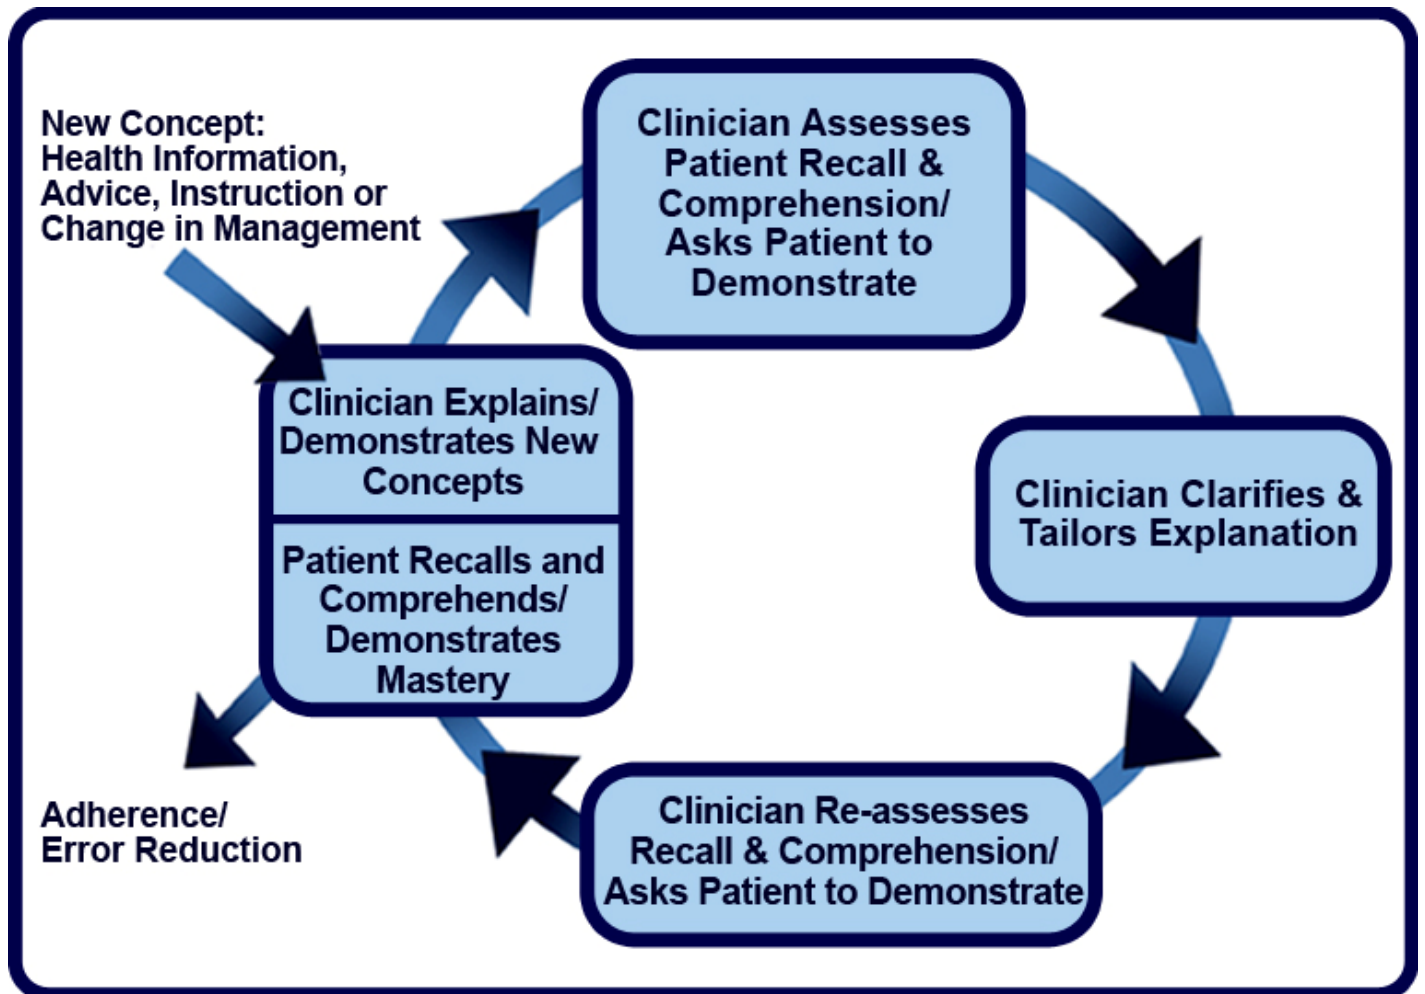 New Concept:
Health Information,
Advice, Instruction or
Change in Management
Clinician Assesses
Patient Recall &
Comprehension/
Asks Patient to
Demonstrate
Clinician Explains/
Demonstrates New
Concepts
Patient Recalls and
Comprehends/
Demonstrates
Mastery
Clinician Clarifies &
Tailors Explanation
Clinician Re-assesses
Recall & Comprehension/
Asks Patient to Demonstrate
Adherence/
Error Reduction